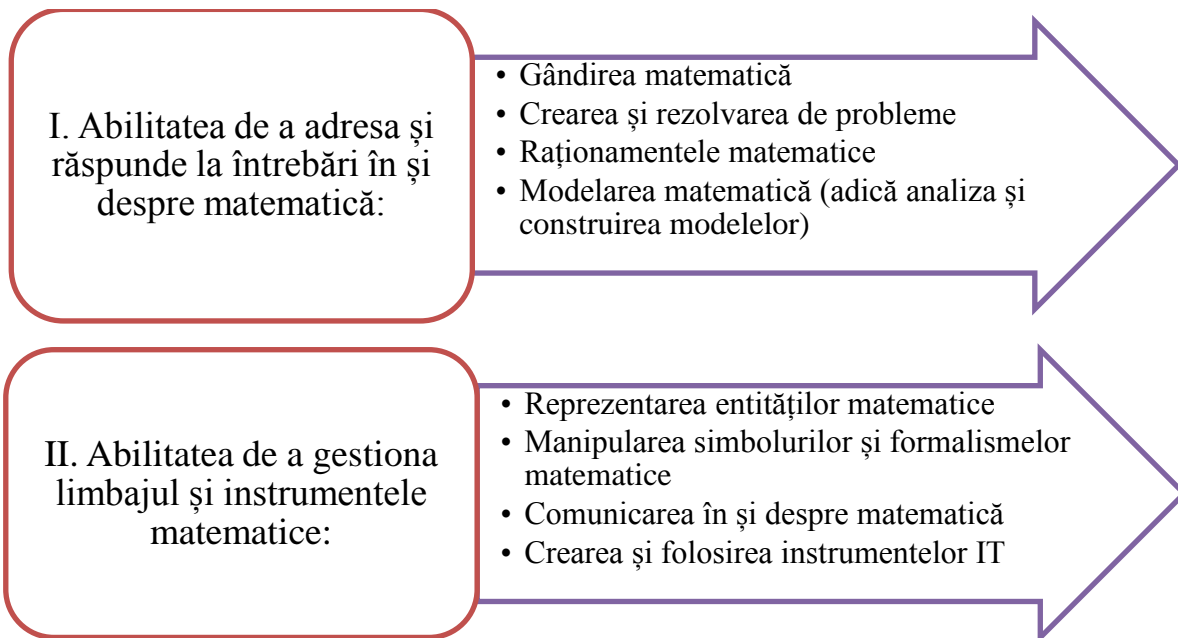 I. Abilitatea de a adresa și
răspunde la întrebări în și
despre matematică:
• Gândirea matematică
• Crearea și rezolvarea de probleme
• Raționamentele matematice
• Modelarea matematică (adică analiza și
construirea modelelor)
II. Abilitatea de a gestiona
limbajul și instrumentele
matematice:
• Reprezentarea entităților matematice
• Manipularea simbolurilor și formalismelor
matematice
• Comunicarea în și despre matematică
• Crearea și folosirea instrumentelor IT